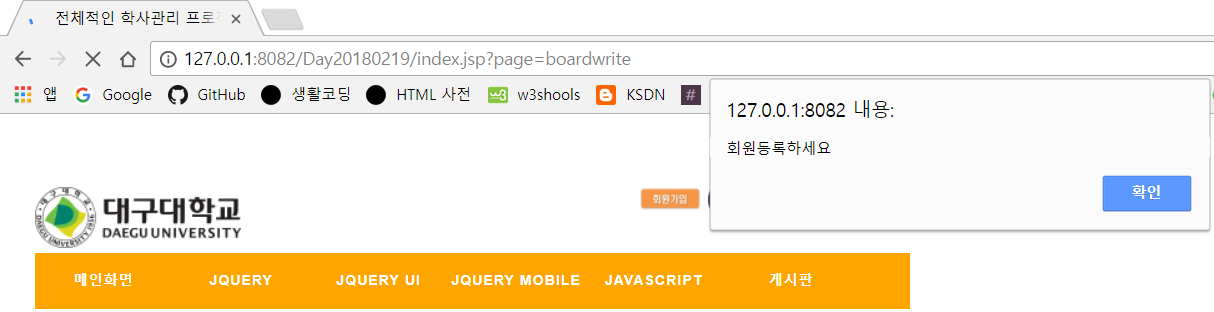 전체적인 학사관리 프로
127.0.0.1:8082/Day20180219/index.jsp?page=boardwrite
앱 Google GitHub 생활코딩 HTML 사전 w3shools KSDN #
127.0.0.1:8082 내용:
회원등록하세요
확인
대구대학교
DAEGU UNIVERSITY
회원가입
메인화면 JQUERY JQUERY UI JQUERY MOBILE JAVASCRIPT 게시판